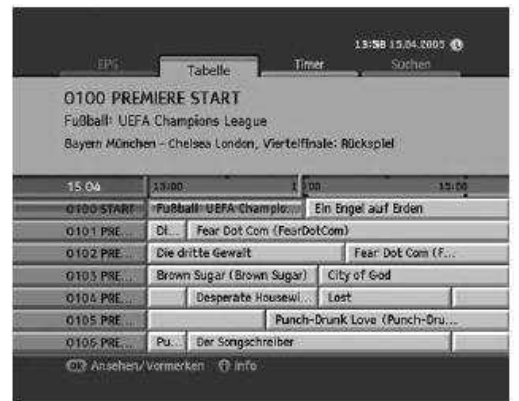 13:58 15.04.2005
EPG Tabelle Timer Suchen
0100 PREMIERE START
Fußball: UEFA Champions League
Bayern München - Chelsea London, Viertelfinale: Rückspiel
15.04 13:00
0100 START Fußball: UEFA Champio... Ein Engel auf Erden
0101 PRE... Di... Fear Dot Com (FearDotCom)
0102 PRE... Die dritte Gewalt Fear Dot Com (F...
0103 PRE... Brown Sugar (Brown Sugar) City of God
0104 PRE... Desperate Housewi... Lost
0105 PRE... Punch-Drunk Love (Punch-Dru...
0106 PRE... Pu... Der Songschreiber
OK Ansehen/Vormerken i Info